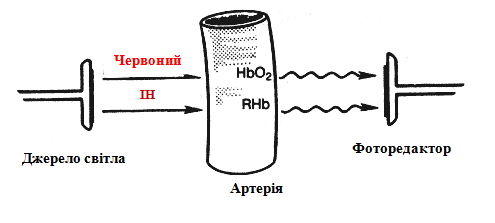 Червоний
ІН
HbO₂
RHb
Джерело світла
Артерія
Фоторедактор